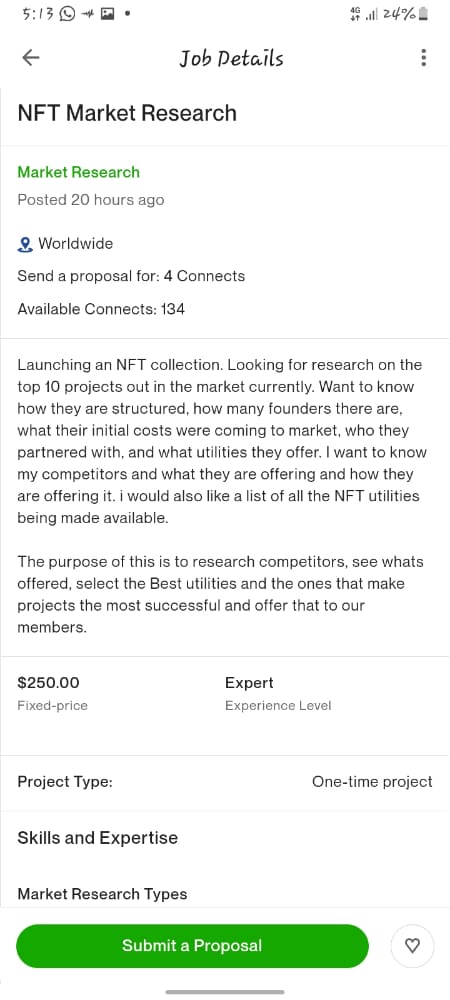 5:13
4G 24%
Job Details
NFT Market Research
Market Research
Posted 20 hours ago
Worldwide
Send a proposal for: 4 Connects
Available Connects: 134
Launching an NFT collection. Looking for research on the
top 10 projects out in the market currently. Want to know
how they are structured, how many founders there are,
what their initial costs were coming to market, who they
partnered with, and what utilities they offer. I want to know
my competitors and what they are offering and how they
are offering it. i would also like a list of all the NFT utilities
being made available.
The purpose of this is to research competitors, see whats
offered, select the Best utilities and the ones that make
projects the most successful and offer that to our
members.
$250.00
Fixed-price
Expert
Experience Level
Project Type:
One-time project
Skills and Expertise
Market Research Types
Submit a Proposal